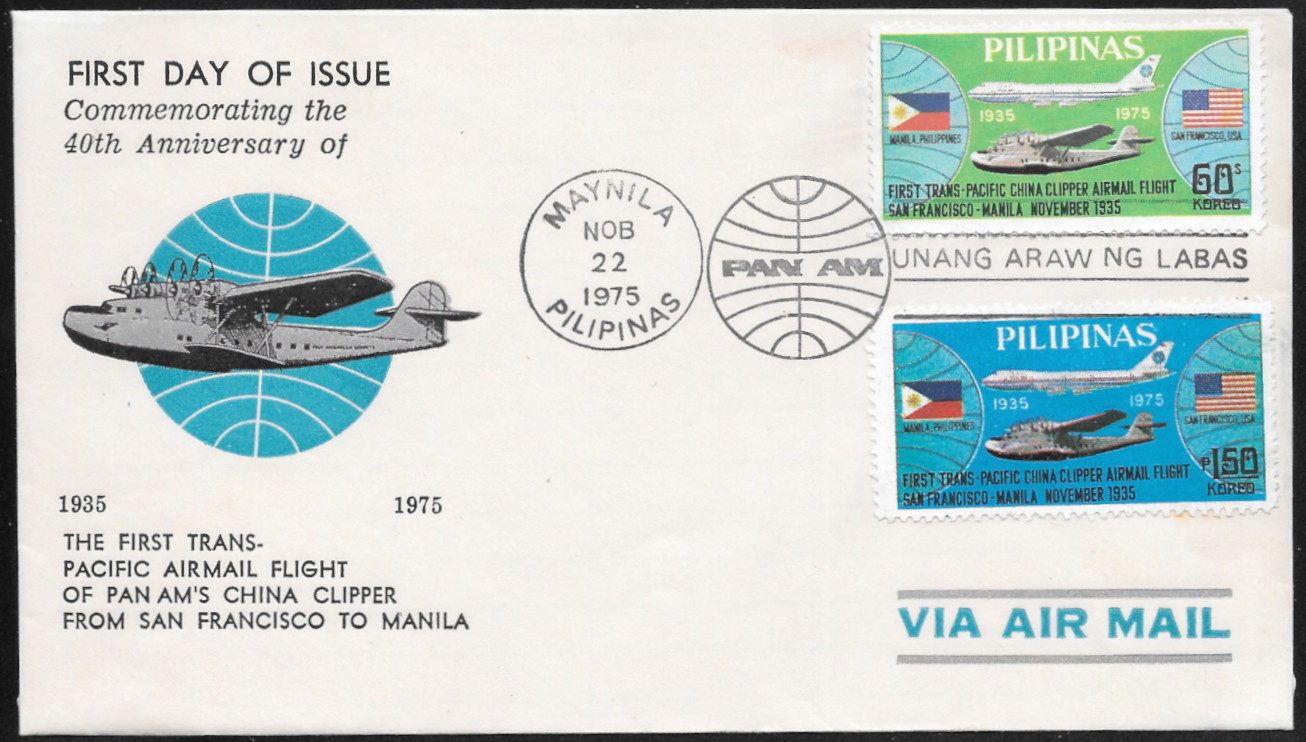 FIRST DAY OF ISSUE
Commemorating the
40th Anniversary of
1935 1975
THE FIRST TRANS-
PACIFIC AIRMAIL FLIGHT
OF PAN AM'S CHINA CLIPPER
FROM SAN FRANCISCO TO MANILA
MAYNILA
NOB
22
1975
PILIPINAS
PAN AM
UNANG ARAW NG LABAS
PILIPINAS
1935 1975
MANILA, PHILIPPINES
SAN FRANCISCO, USA
FIRST TRANS-PACIFIC CHINA CLIPPER AIRMAIL FLIGHT
SAN FRANCISCO-MANILA NOVEMBER 1935
60s
KOREO
PILIPINAS
1935 1975
MANILA, PHILIPPINES
SAN FRANCISCO, USA
FIRST TRANS-PACIFIC CHINA CLIPPER AIRMAIL FLIGHT
SAN FRANCISCO-MANILA NOVEMBER 1935
P1.50
KOREO
VIA AIR MAIL